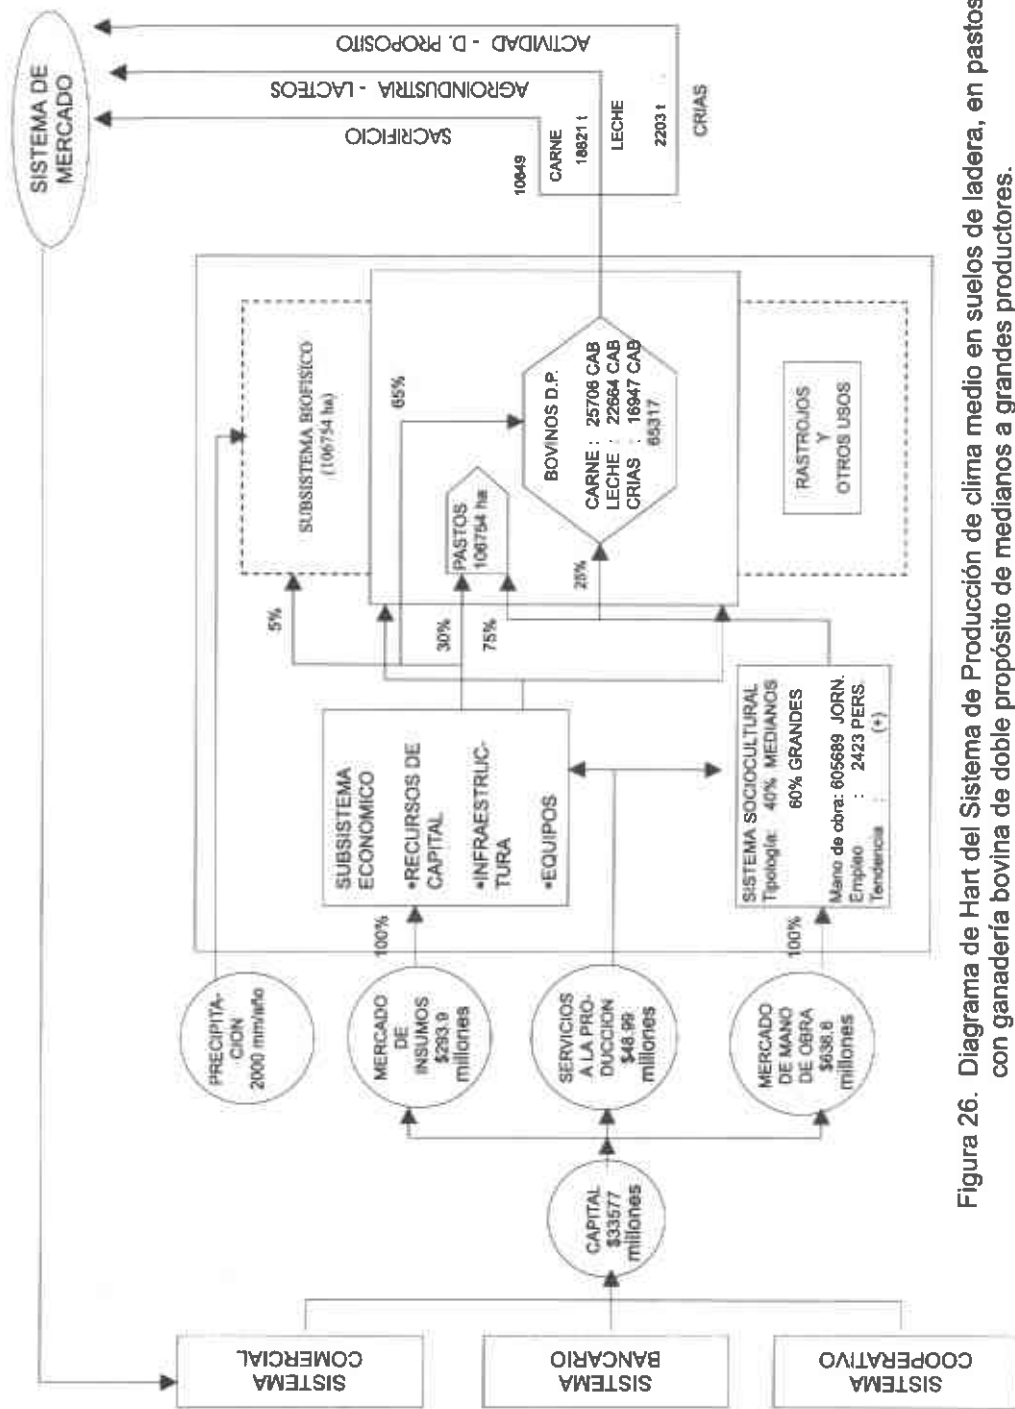 SISTEMA DE
MERCADO
ACTIVIDAD - D. PROPOSITO
AGROINDUSTRIA - LACTEOS
SACRIFICIO
10649
CARNE
18821 t
LECHE
2203 t
CRIAS
SUBSISTEMA BIOFISICO
(106754 ha)
5%
65%
30%
75%
25%
PASTOS
106754 ha
BOVINOS D.P.
CARNE : 25706 CAB
LECHE : 22664 CAB
CRIAS : 16947 CAB
65317
RASTROJOS
Y
OTROS USOS
SUBSISTEMA
ECONOMICO
•RECURSOS DE
CAPITAL
•INFRAESTRUC-
TURA
•EQUIPOS
SISTEMA SOCIOCULTURAL
Tipología: 40% MEDIANOS
60% GRANDES
Mano de obra: 605689 JORN.
Empleo : 2423 PERS.
Tendencia : (+)
100%
100%
PRECIPITA-
CION
2000 mm/año
MERCADO
DE
INSUMOS
$293.9
millones
SERVICIOS
A LA PRO-
DUCCION
$48.99
millones
MERCADO
DE MANO
DE OBRA
$636.6
millones
CAPITAL
$33577
millones
SISTEMA
COMERCIAL
SISTEMA
BANCARIO
SISTEMA
COOPERATIVO
Figura 26. Diagrama de Hart del Sistema de Producción de clima medio en suelos de ladera, en pastos
con ganadería bovina de doble propósito de medianos a grandes productores.